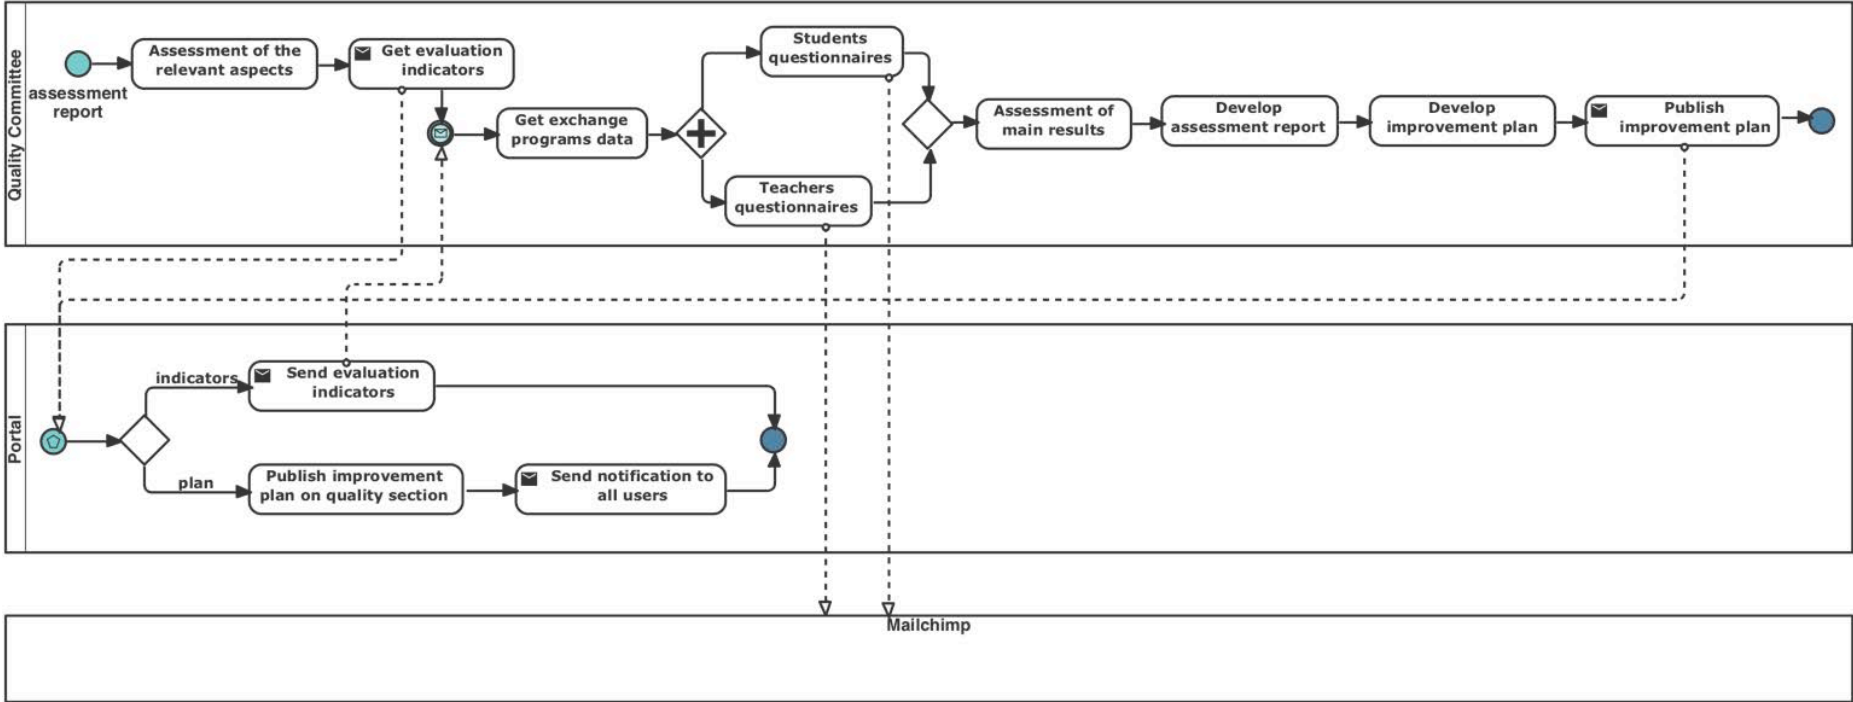 Quality Committee
assessment
report
Assessment of the
relevant aspects
Get evaluation
indicators
Get exchange
programs data
Students
questionnaires
Teachers
questionnaires
Assessment of
main results
Develop
assessment report
Develop
improvement plan
Publish
improvement plan
Portal
indicators
Send evaluation
indicators
plan
Publish improvement
plan on quality section
Send notification to
all users
Mailchimp